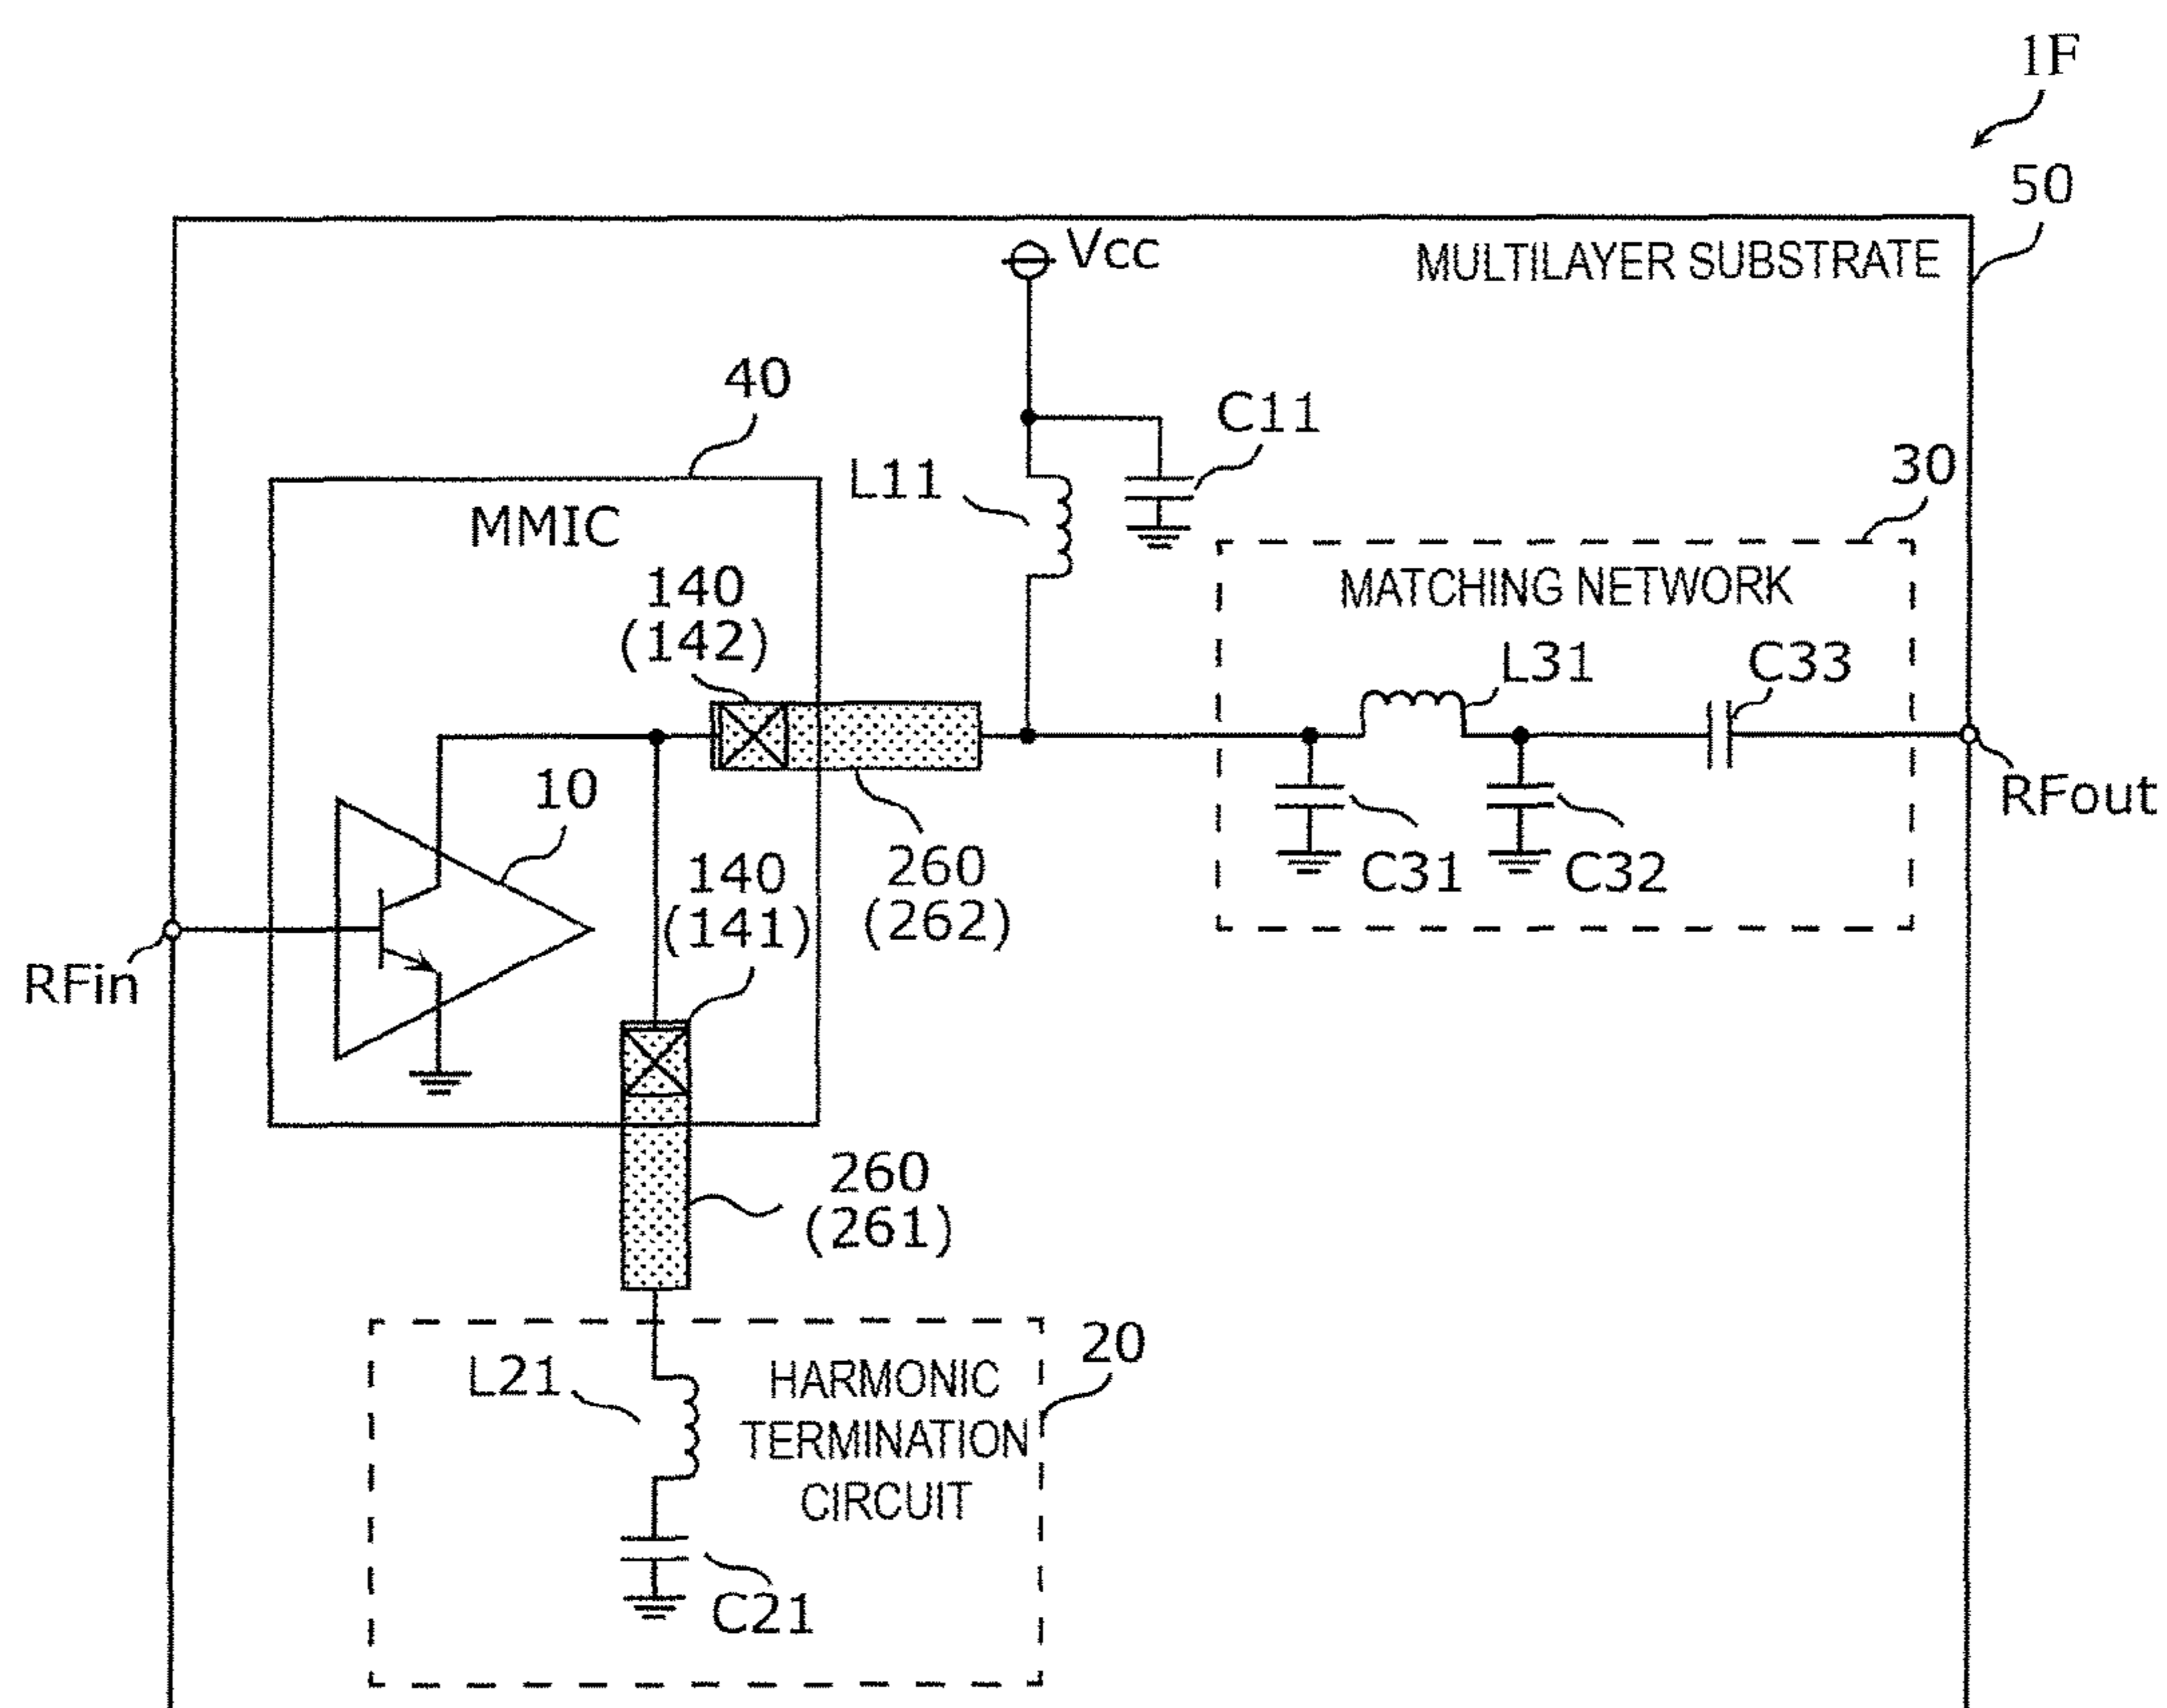 1F
50
Vcc
MULTILAYER SUBSTRATE
40
C11
L11
30
MMIC
140
(142)
MATCHING NETWORK
L31
C33
10
RFout
140
(141)
260
(262)
C31
C32
RFin
260
(261)
20
L21
HARMONIC
TERMINATION
CIRCUIT
C21